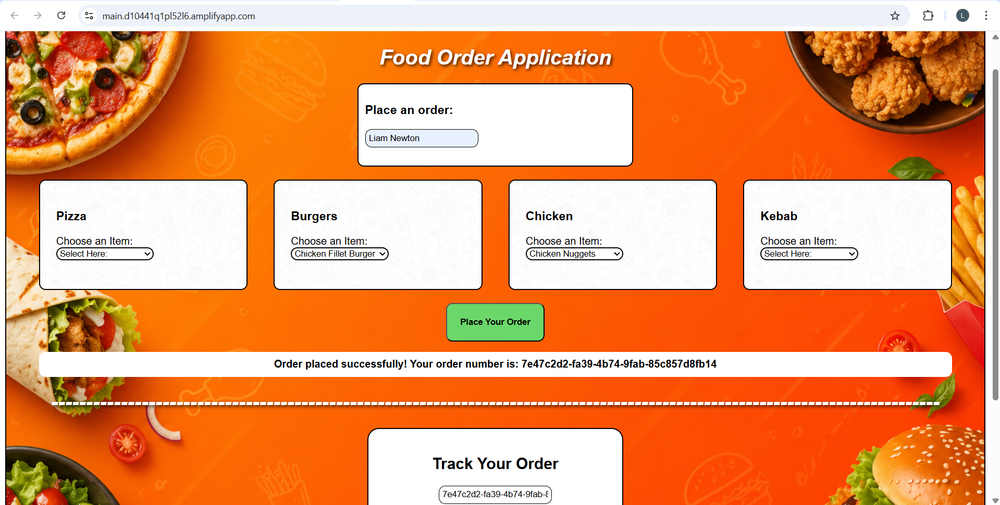 main.d10441q1pl52l6.amplifyapp.com
L
Food Order Application
Place an order:
Liam Newton
Pizza
Choose an Item:
Select Here:
Burgers
Choose an Item:
Chicken Fillet Burger
Chicken
Choose an Item:
Chicken Nuggets
Kebab
Choose an Item:
Select Here:
Place Your Order
Order placed successfully! Your order number is: 7e47c2d2-fa39-4b74-9fab-85c857d8fb14
Track Your Order
7e47c2d2-fa39-4b74-9fab-8